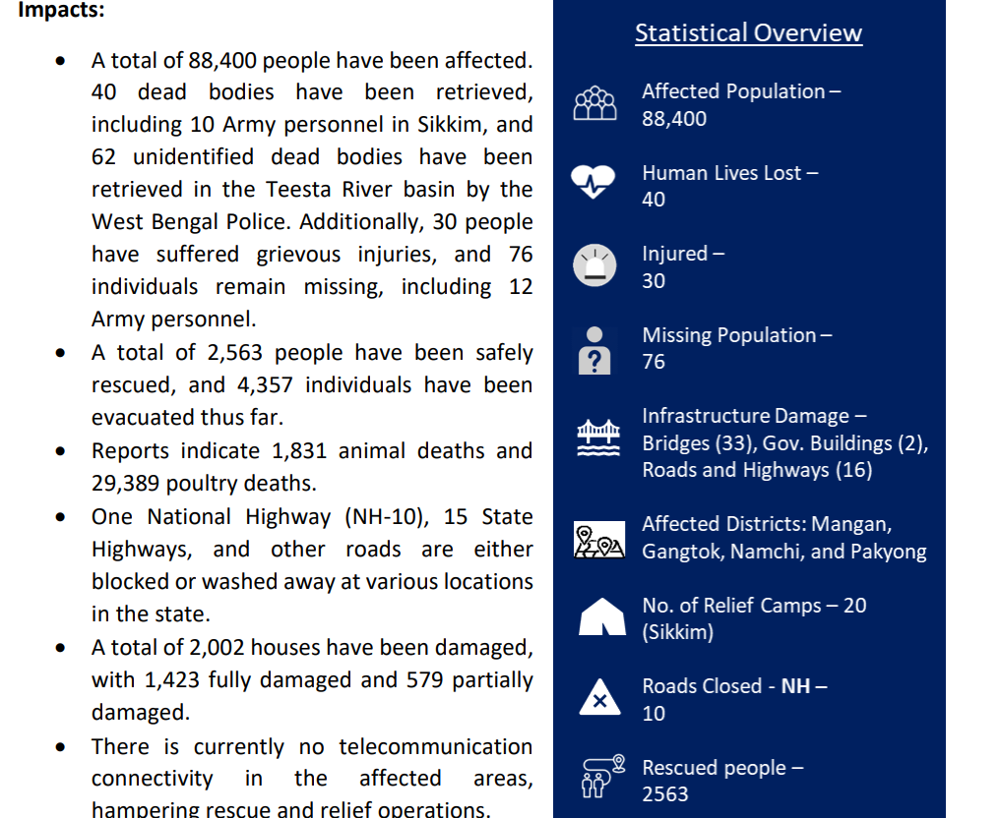 Impacts:
• A total of 88,400 people have been affected.
40 dead bodies have been retrieved,
including 10 Army personnel in Sikkim, and
62 unidentified dead bodies have been
retrieved in the Teesta River basin by the
West Bengal Police. Additionally, 30 people
have suffered grievous injuries, and 76
individuals remain missing, including 12
Army personnel.
• A total of 2,563 people have been safely
rescued, and 4,357 individuals have been
evacuated thus far.
• Reports indicate 1,831 animal deaths and
29,389 poultry deaths.
• One National Highway (NH-10), 15 State
Highways, and other roads are either
blocked or washed away at various locations
in the state.
• A total of 2,002 houses have been damaged,
with 1,423 fully damaged and 579 partially
damaged.
• There is currently no telecommunication
connectivity in the affected areas,
hampering rescue and relief operations.
Statistical Overview
Affected Population –
88,400
Human Lives Lost –
40
Injured –
30
Missing Population –
76
Infrastructure Damage –
Bridges (33), Gov. Buildings (2),
Roads and Highways (16)
Affected Districts: Mangan,
Gangtok, Namchi, and Pakyong
No. of Relief Camps – 20
(Sikkim)
Roads Closed - NH –
10
Rescued people –
2563